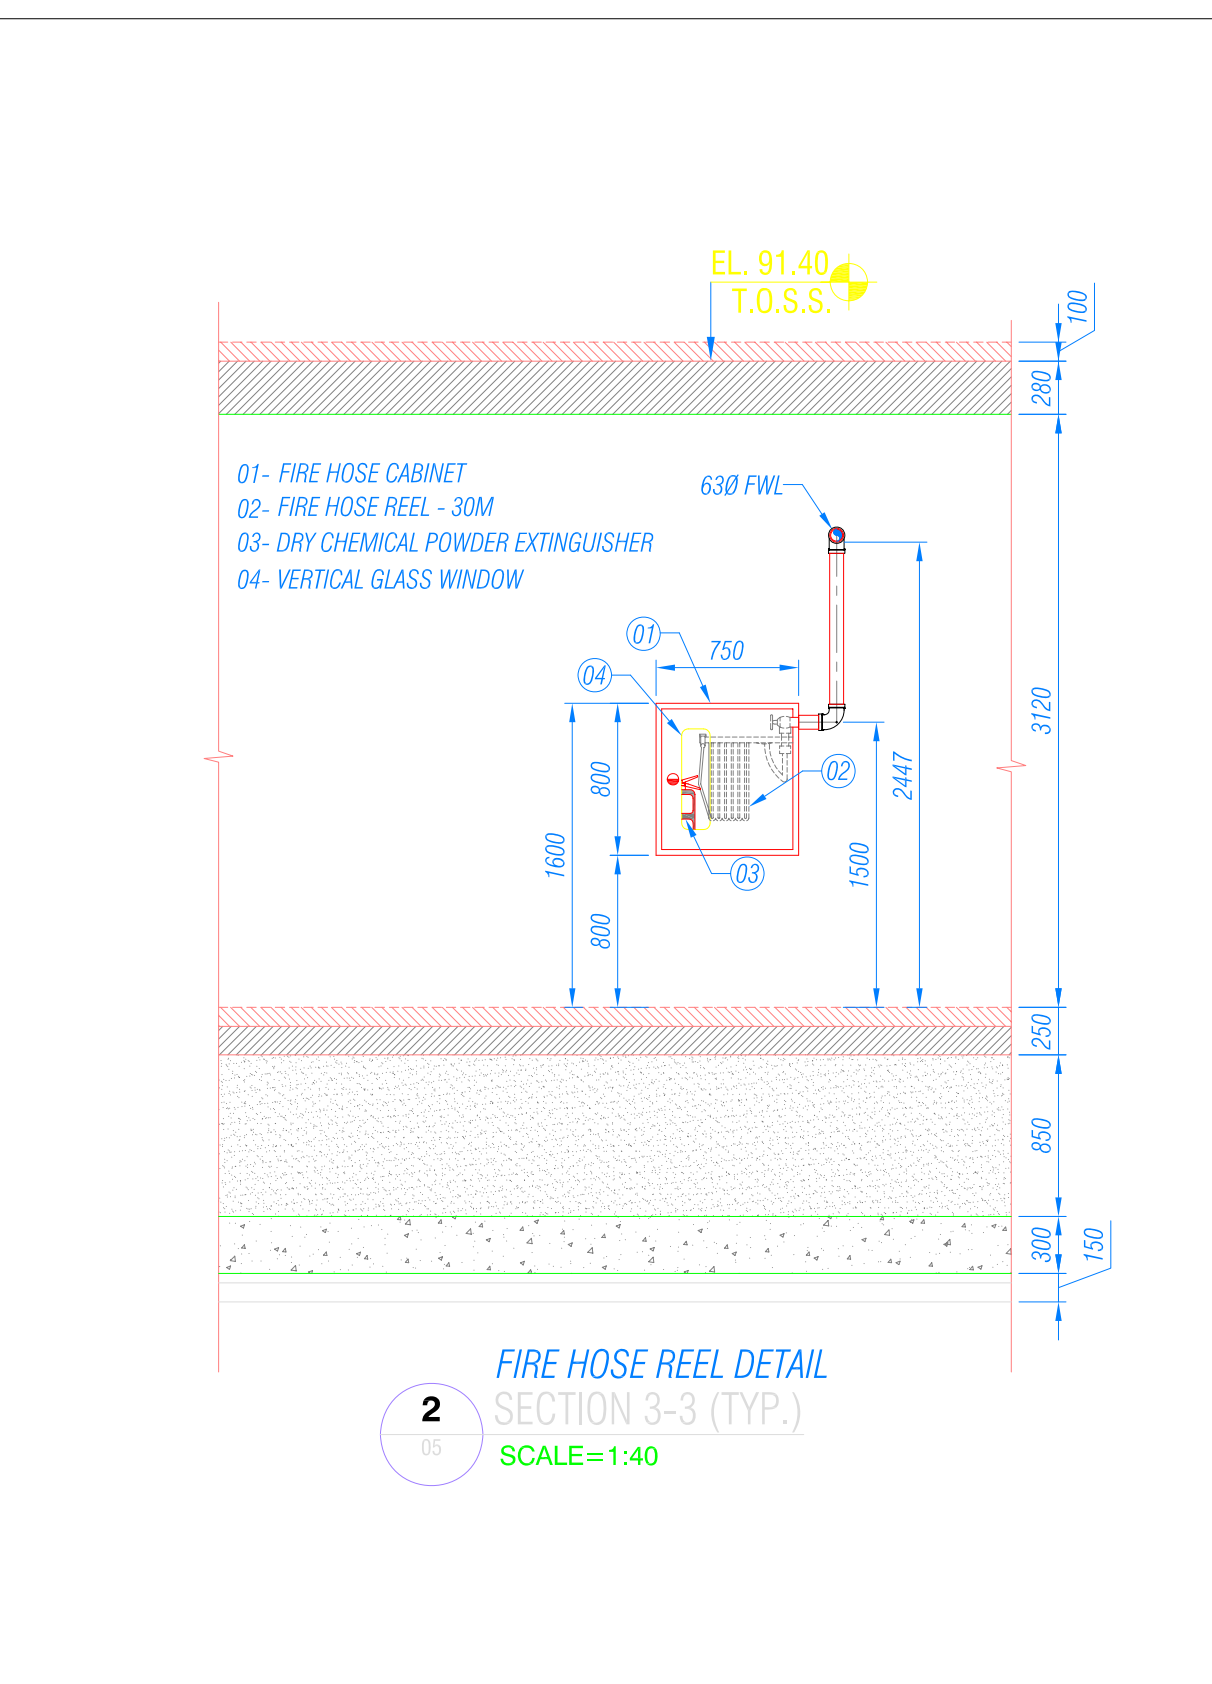 EL. 91.40
T.O.S.S.
100
280
01- FIRE HOSE CABINET
02- FIRE HOSE REEL - 30M
03- DRY CHEMICAL POWDER EXTINGUISHER
04- VERTICAL GLASS WINDOW
63Ø FWL
01
750
04
3120
02
2447
800
1600
1500
03
800
250
850
300
150
FIRE HOSE REEL DETAIL
2
SECTION 3-3 (TYP.)
05
SCALE=1:40